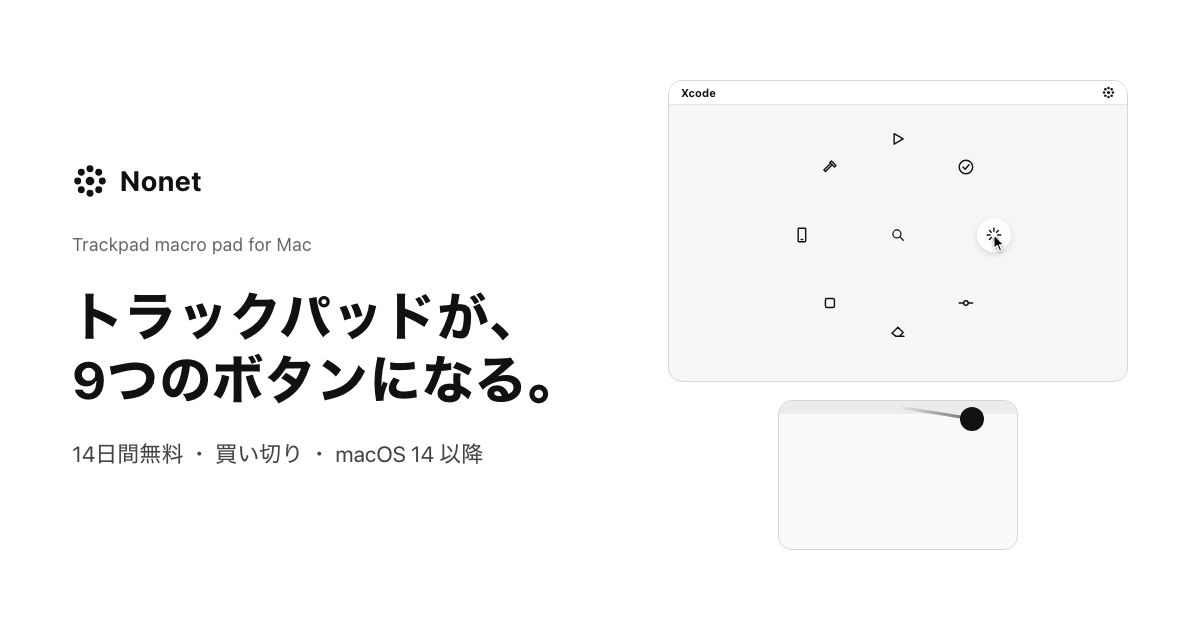 Nonet
Trackpad macro pad for Mac
トラックパッドが、
9つのボタンになる。
14日間無料 ・ 買い切り ・ macOS 14 以降
Xcode